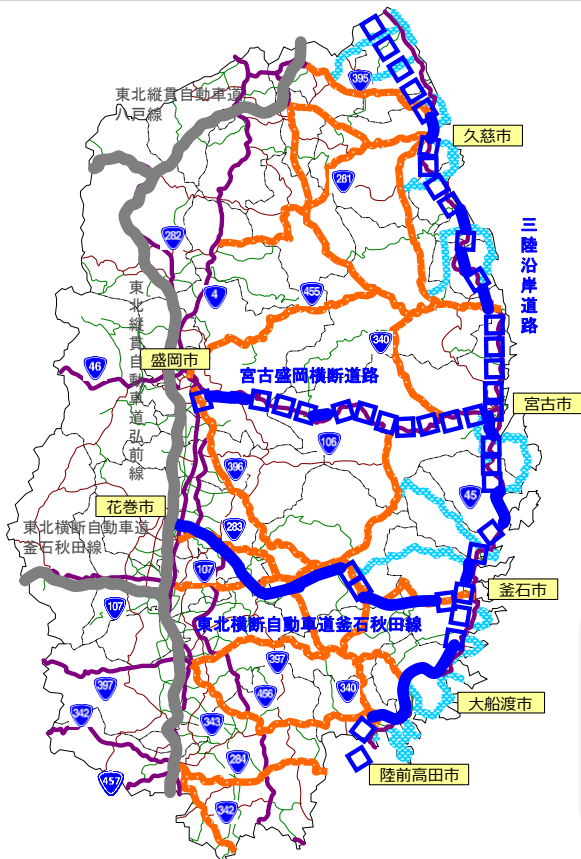 東北縦貫自動車道
八戸線
395
久慈市
281
三陸沿岸道路
282
4
455
東北縦貫自動車道弘前線
340
盛岡市
46
宮古盛岡横断道路
宮古市
106
396
45
花巻市
283
東北横断自動車道
釜石秋田線
107
釜石市
107
東北横断自動車道釜石秋田線
397
397
456
340
大船渡市
342
343
284
陸前高田市
457
342